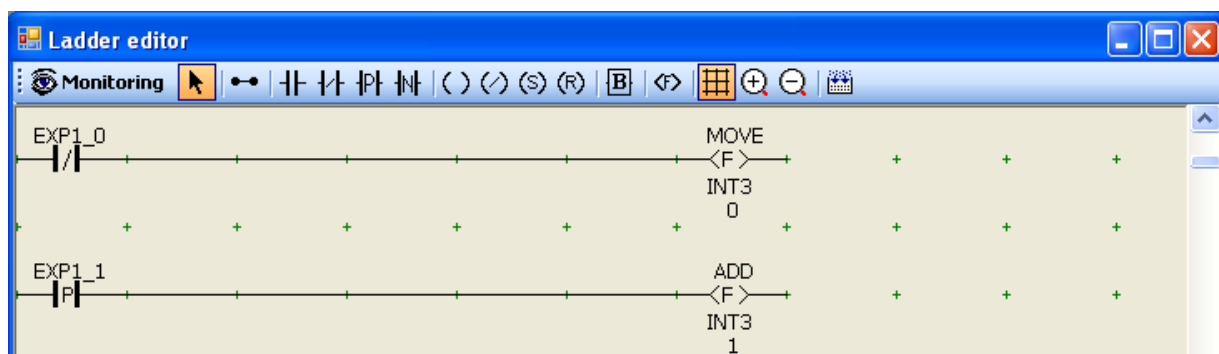 Ladder editor
Monitoring P N ( ) (/) (S) (R) B <F>
EXP1_0 MOVE
/ <F>
INT3
0
EXP1_1 ADD
P <F>
INT3
1